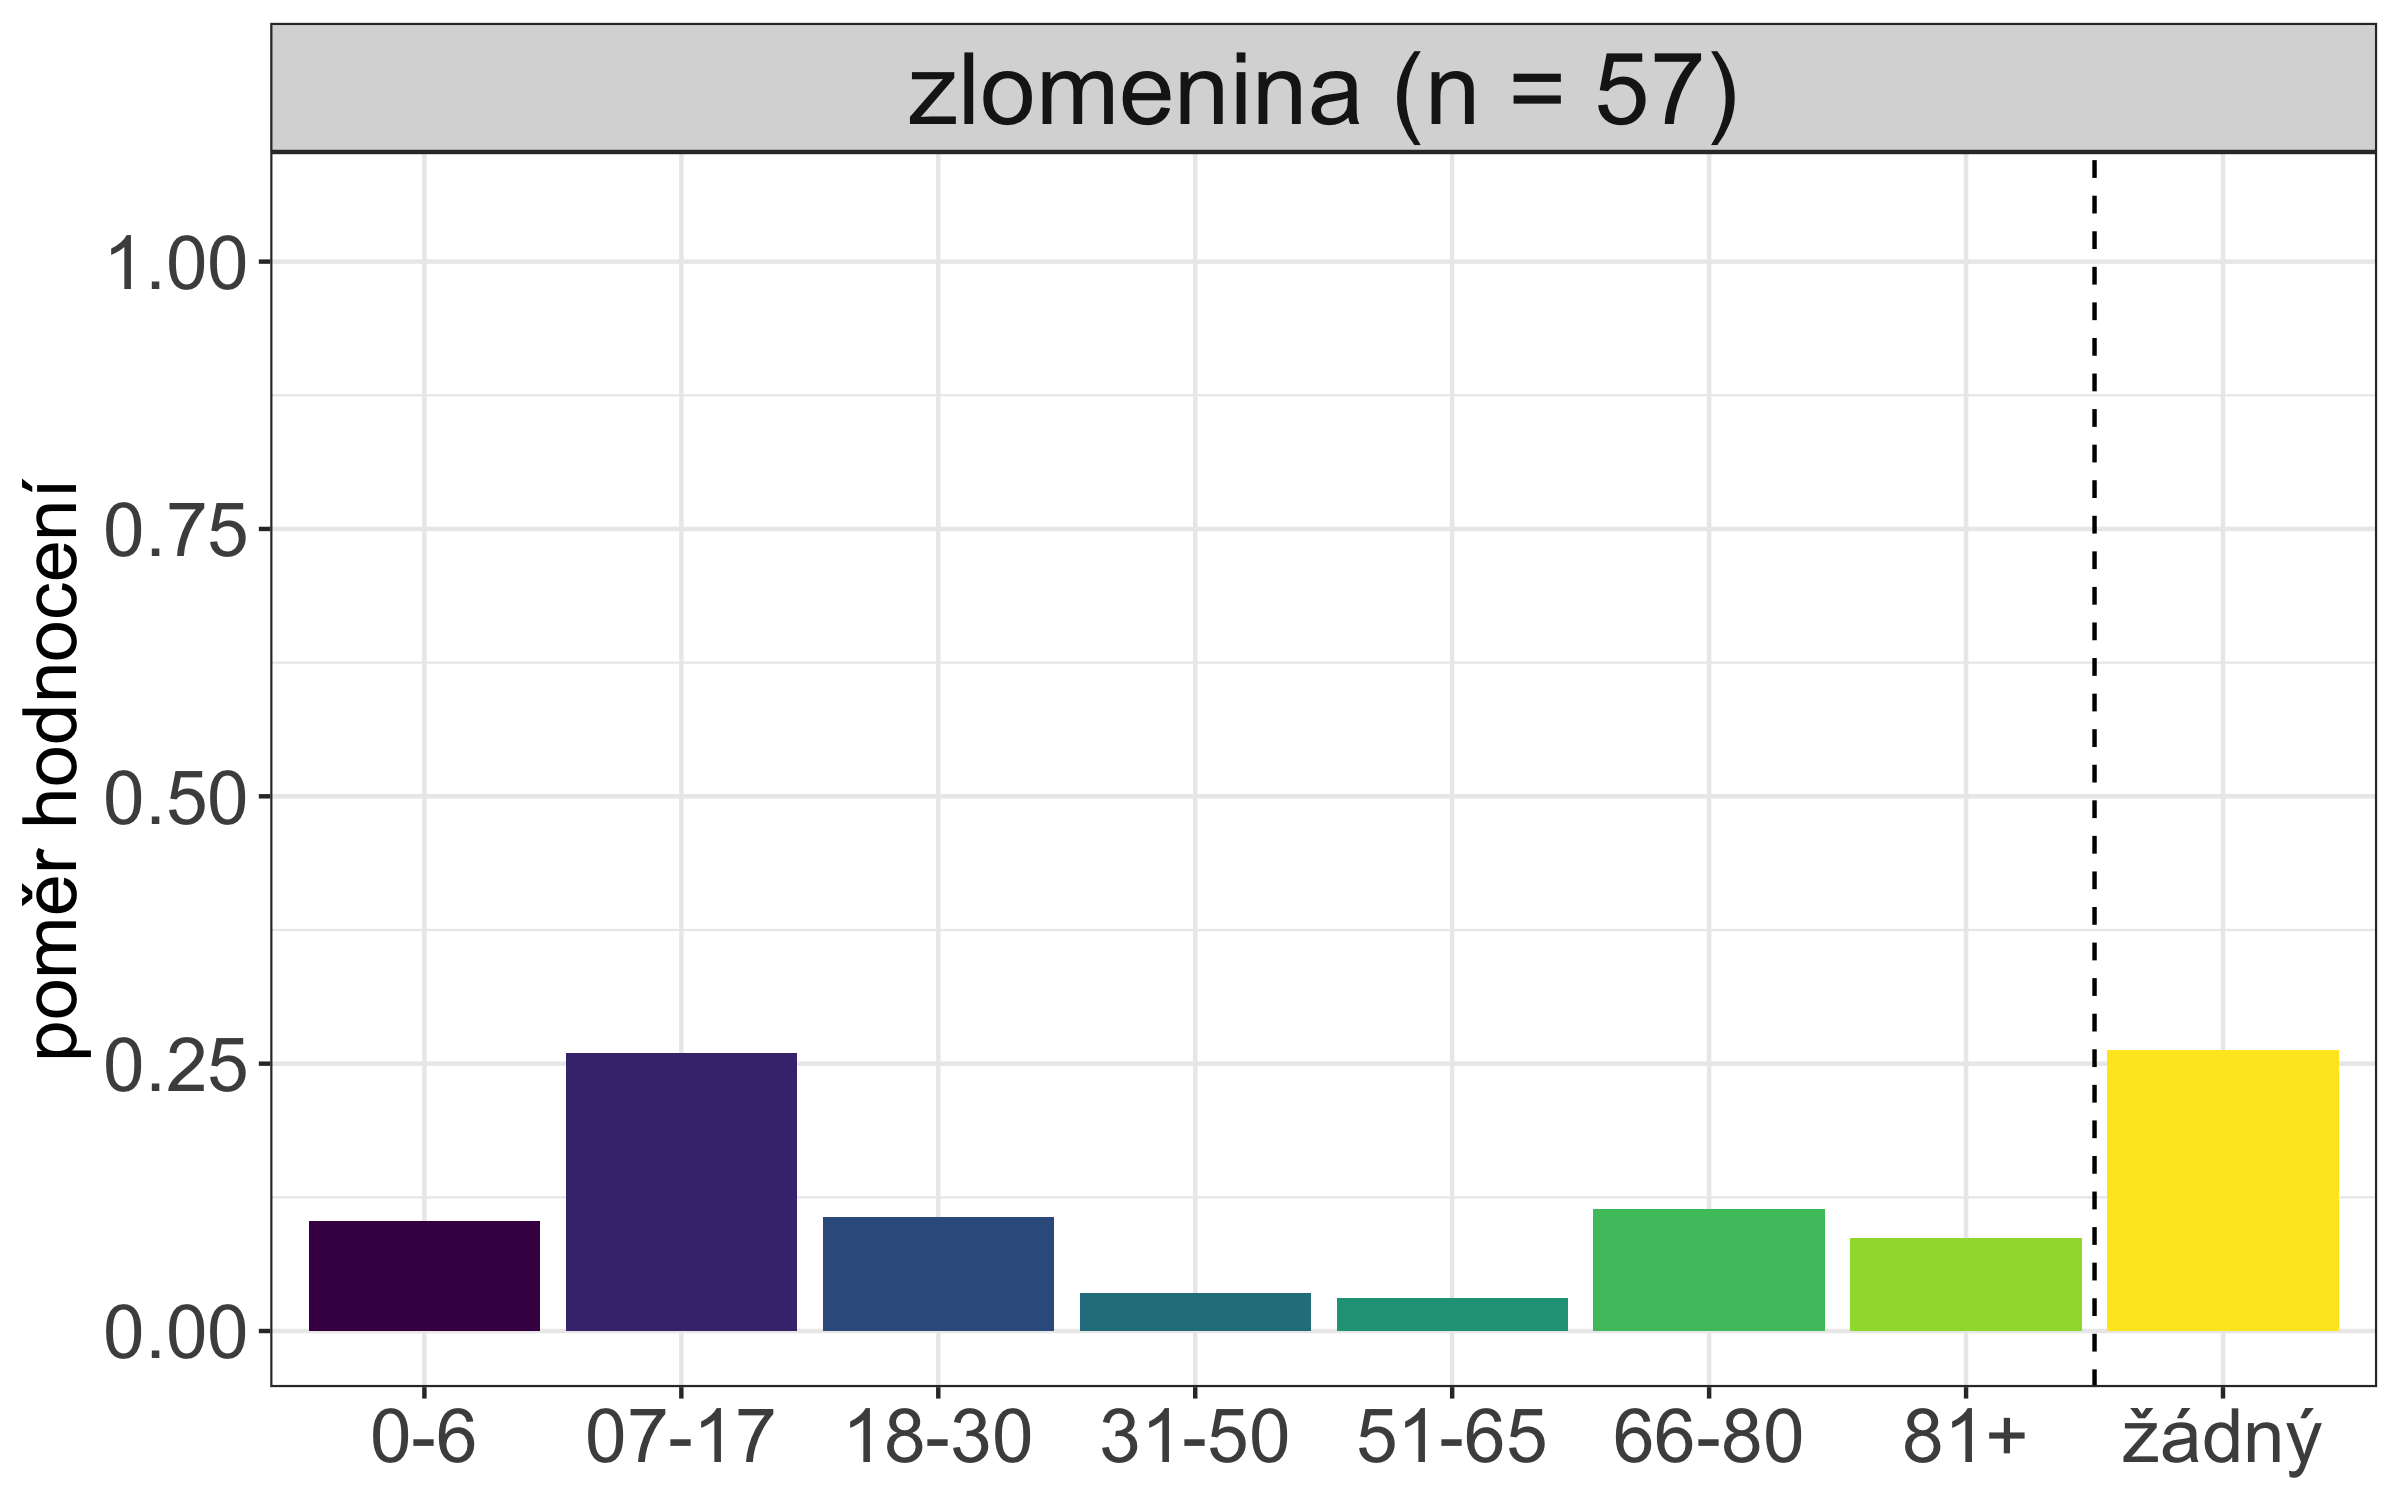 zlomenina (n = 57)
poměr hodnocení
1.00
0.75
0.50
0.25
0.00
0-6 07-17 18-30 31-50 51-65 66-80 81+ žádný